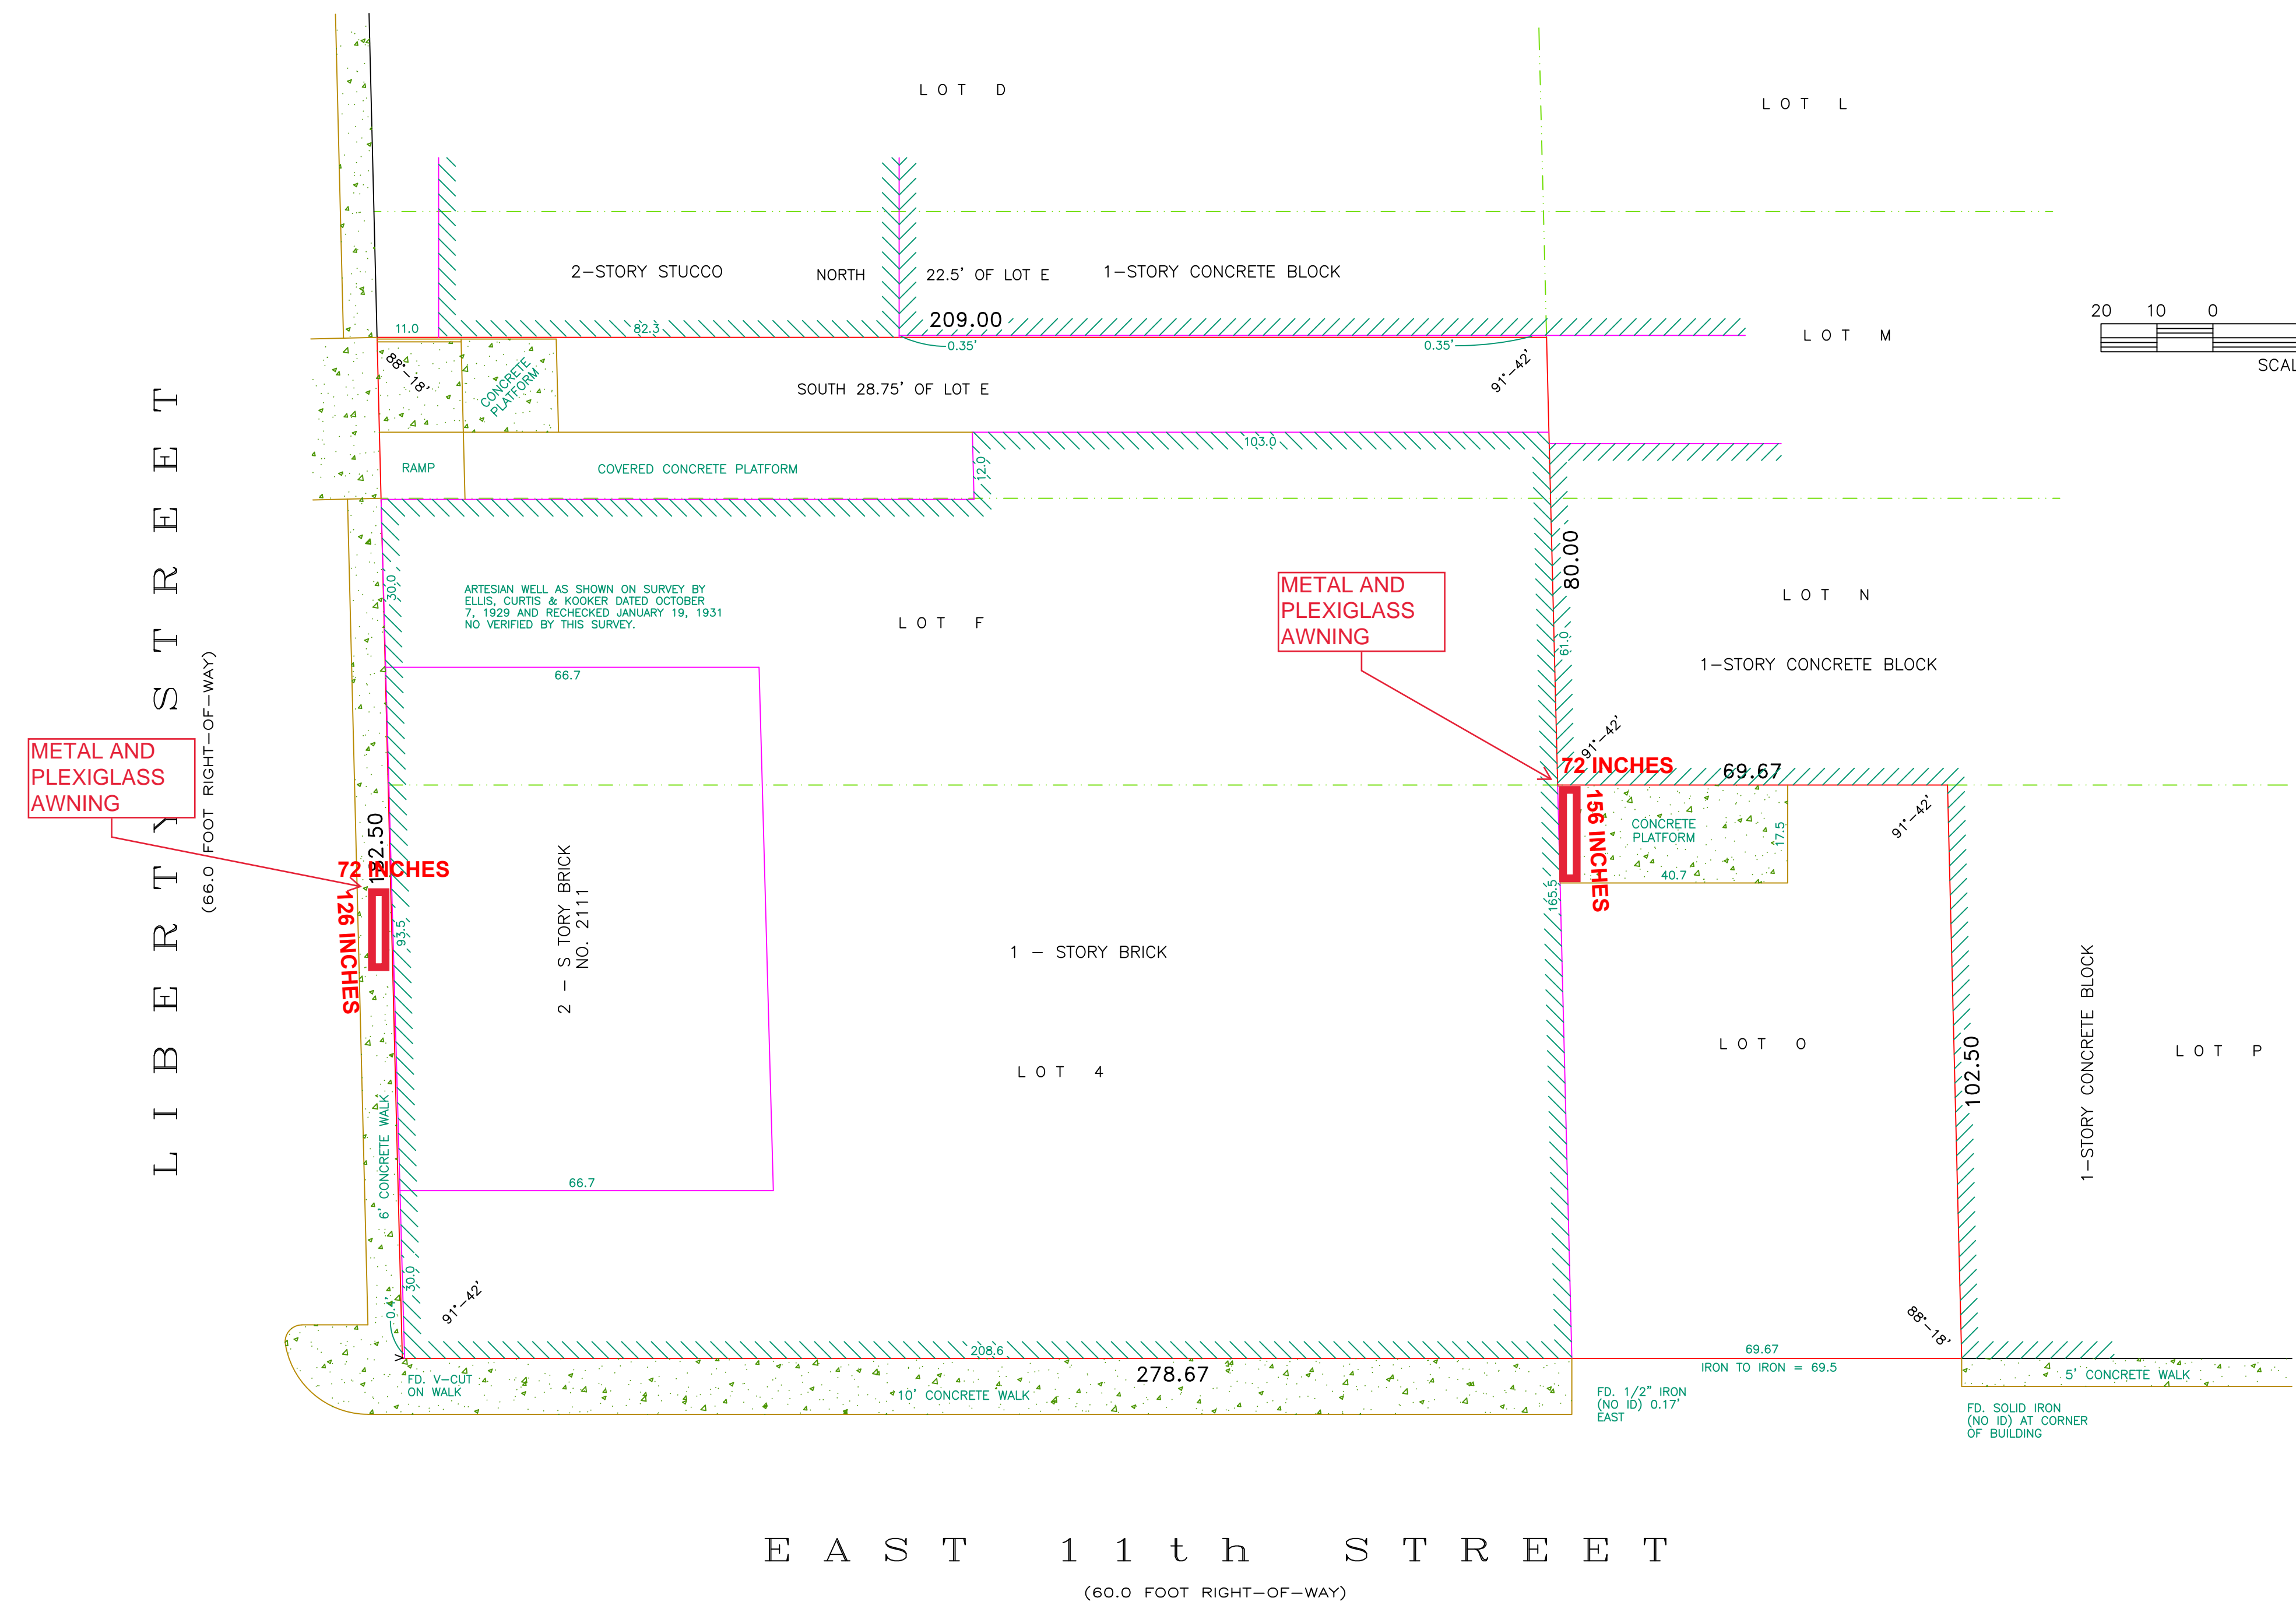 LOT D
LOT L
2-STORY STUCCO
NORTH
22.5' OF LOT E
1-STORY CONCRETE BLOCK
20 10 0
SCAL
11.0
82.3
209.00
0.35'
0.35'
LOT M
88°-18'
CONCRETE
PLATFORM
SOUTH 28.75' OF LOT E
91°-42'
RAMP
COVERED CONCRETE PLATFORM
12.0
103.0
LIBERTY STREET
(66.0 FOOT RIGHT-OF-WAY)
30.0
ARTESIAN WELL AS SHOWN ON SURVEY BY
ELLIS, CURTIS & KOOKER DATED OCTOBER
7, 1929 AND RECHECKED JANUARY 19, 1931
NO VERIFIED BY THIS SURVEY.
LOT F
METAL AND
PLEXIGLASS
AWNING
80.00
61.0
LOT N
1-STORY CONCRETE BLOCK
66.7
91°-42'
METAL AND
PLEXIGLASS
AWNING
72 INCHES
69.67
156 INCHES
CONCRETE
PLATFORM
17.5
40.7
91°-42'
165.5
72 INCHES
126 INCHES
93.5
2 - S TORY BRICK
NO. 2111
1 - STORY BRICK
LOT 4
LOT O
102.50
1-STORY CONCRETE BLOCK
LOT P
6' CONCRETE WALK
66.7
30.0
0.4'
91°-42'
88°-18'
208.6
69.67
278.67
IRON TO IRON = 69.5
FD. V-CUT
ON WALK
10' CONCRETE WALK
5' CONCRETE WALK
FD. 1/2" IRON
(NO ID) 0.17'
EAST
FD. SOLID IRON
(NO ID) AT CORNER
OF BUILDING
EAST 11th STREET
(60.0 FOOT RIGHT-OF-WAY)